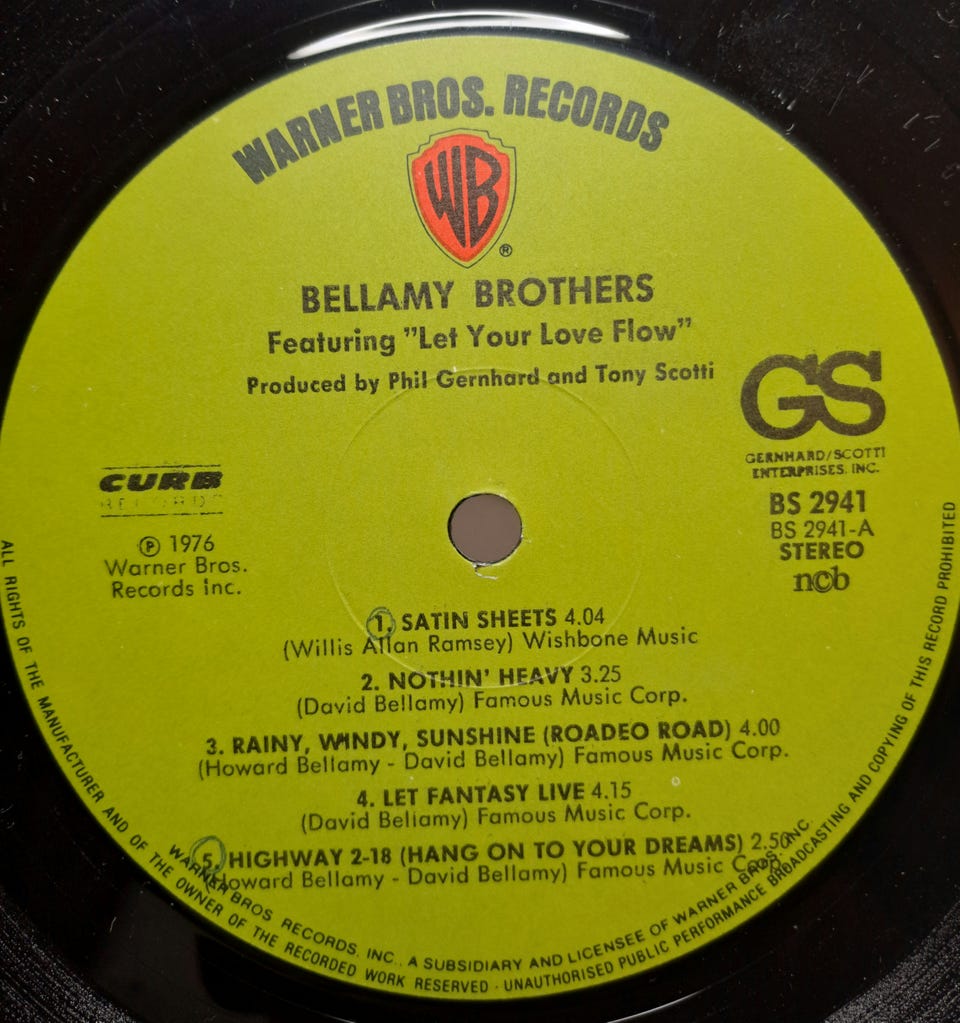 WARNER BROS. RECORDS
WB
®
BELLAMY BROTHERS
Featuring "Let Your Love Flow"
Produced by Phil Gernhard and Tony Scotti
GS
GERNHARD/SCOTTI
ENTERPRISES, INC.
CURB
RECORDS
BS 2941
BS 2941-A
STEREO
n©b
℗ 1976
Warner Bros.
Records Inc.
1. SATIN SHEETS 4.04
(Willis Allan Ramsey) Wishbone Music
2. NOTHIN' HEAVY 3.25
(David Bellamy) Famous Music Corp.
3. RAINY, WINDY, SUNSHINE (ROADEO ROAD) 4.00
(Howard Bellamy - David Bellamy) Famous Music Corp.
4. LET FANTASY LIVE 4.15
(David Bellamy) Famous Music Corp.
5. HIGHWAY 2-18 (HANG ON TO YOUR DREAMS) 2.50
(Howard Bellamy - David Bellamy) Famous Music Corp.
WARNER BROS RECORDS, INC., A SUBSIDIARY AND LICENSEE OF WARNER BROS., INC.
ALL RIGHTS OF THE MANUFACTURER AND OF THE OWNER OF THE RECORDED WORK RESERVED · UNAUTHORISED PUBLIC PERFORMANCE BROADCASTING AND COPYING OF THIS RECORD PROHIBITED